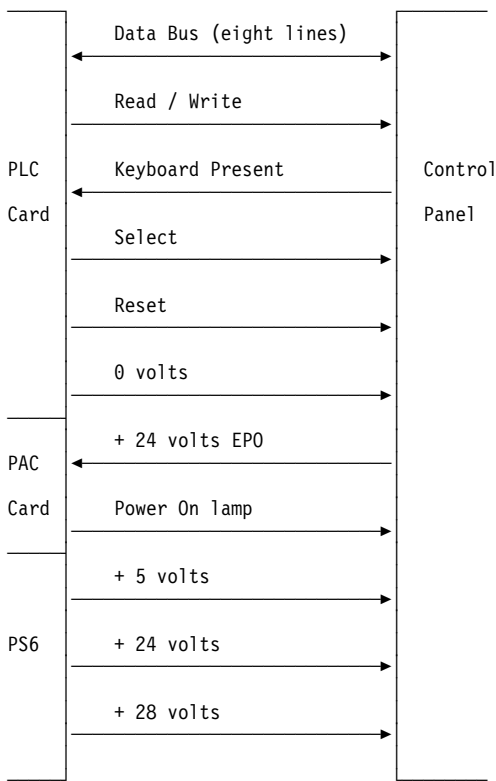 Data Bus (eight lines)
Read / Write
PLC Keyboard Present Control
Card Panel
Select
Reset
0 volts
+ 24 volts EPO
PAC
Card Power On lamp
+ 5 volts
PS6 + 24 volts
+ 28 volts